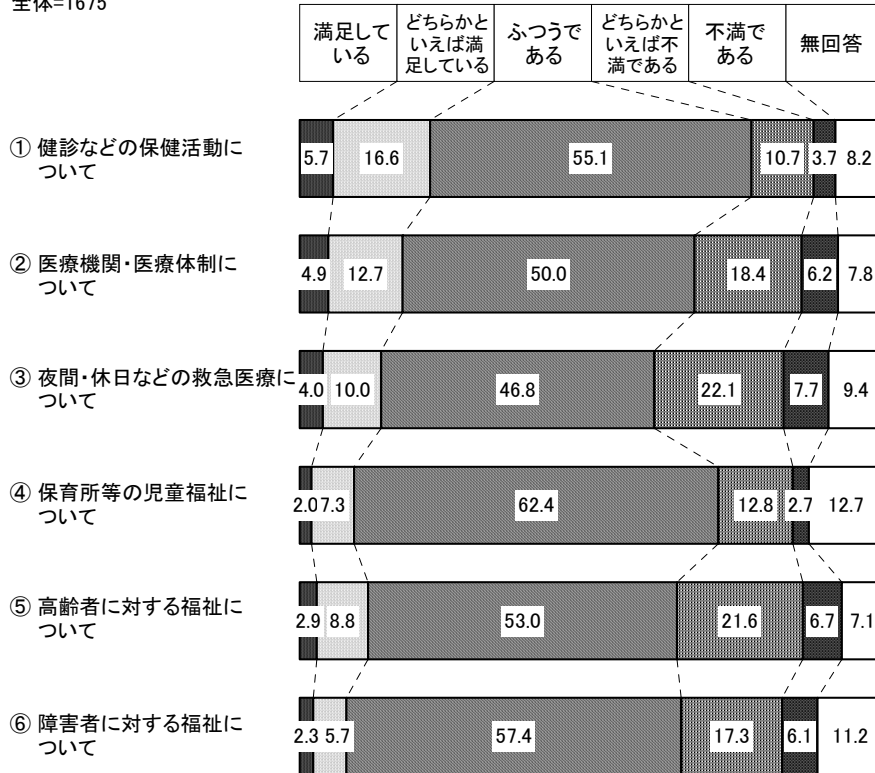 全体=1675
満足して
いる
どちらかと
いえば満
足している
ふつうで
ある
どちらかと
いえば不
満である
不満で
ある
無回答
① 健診などの保健活動に
ついて
5.7 16.6 55.1 10.7 3.7 8.2
② 医療機関・医療体制に
ついて
4.9 12.7 50.0 18.4 6.2 7.8
③ 夜間・休日などの救急医療に
ついて
4.0 10.0 46.8 22.1 7.7 9.4
④ 保育所等の児童福祉に
ついて
2.0 7.3 62.4 12.8 2.7 12.7
⑤ 高齢者に対する福祉に
ついて
2.9 8.8 53.0 21.6 6.7 7.1
⑥ 障害者に対する福祉に
ついて
2.3 5.7 57.4 17.3 6.1 11.2